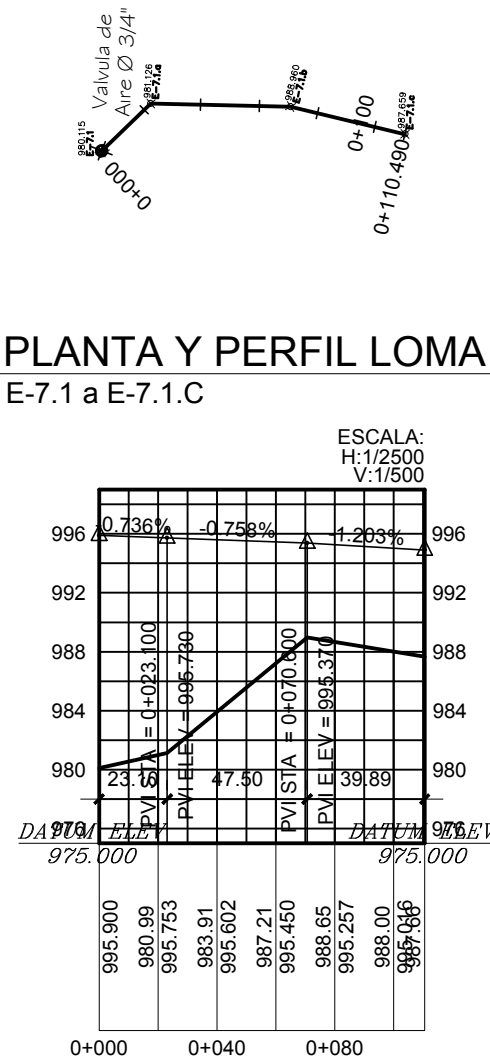 Valvula de
Aire Ø 3/4"
980.115
E-7.1
981.126
E-7.1.a
988.960
E-7.1.b
987.659
E-7.1.c
0+000
0+100
0+110.490
PLANTA Y PERFIL LOMA
E-7.1 a E-7.1.C
ESCALA:
H:1/2500
V:1/500
0.736%
-0.758%
-1.203%
996
996
992
992
988
988
984
984
980
980
976
976
PVI STA = 0+023.100
PVI ELEV = 995.730
PVI STA = 0+070.600
PVI ELEV = 995.370
23.10
47.50
39.89
DATUM ELEV
975.000
DATUM ELEV
975.000
995.900
980.99
995.753
983.91
995.602
987.21
995.450
988.65
995.257
988.00
995.016
987.66
0+000
0+040
0+080